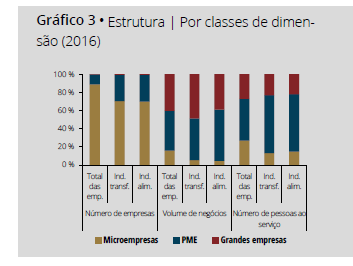 Gráfico 3 • Estrutura | Por classes de dimen-
são (2016)
100 %
80 %
60 %
40 %
20 %
0 %
Total das emp.
Ind. transf.
Ind. alim.
Total das emp.
Ind. transf.
Ind. alim.
Total das emp.
Ind. transf.
Ind. alim.
Número de empresas
Volume de negócios
Número de pessoas ao
serviço
Microempresas
PME
Grandes empresas